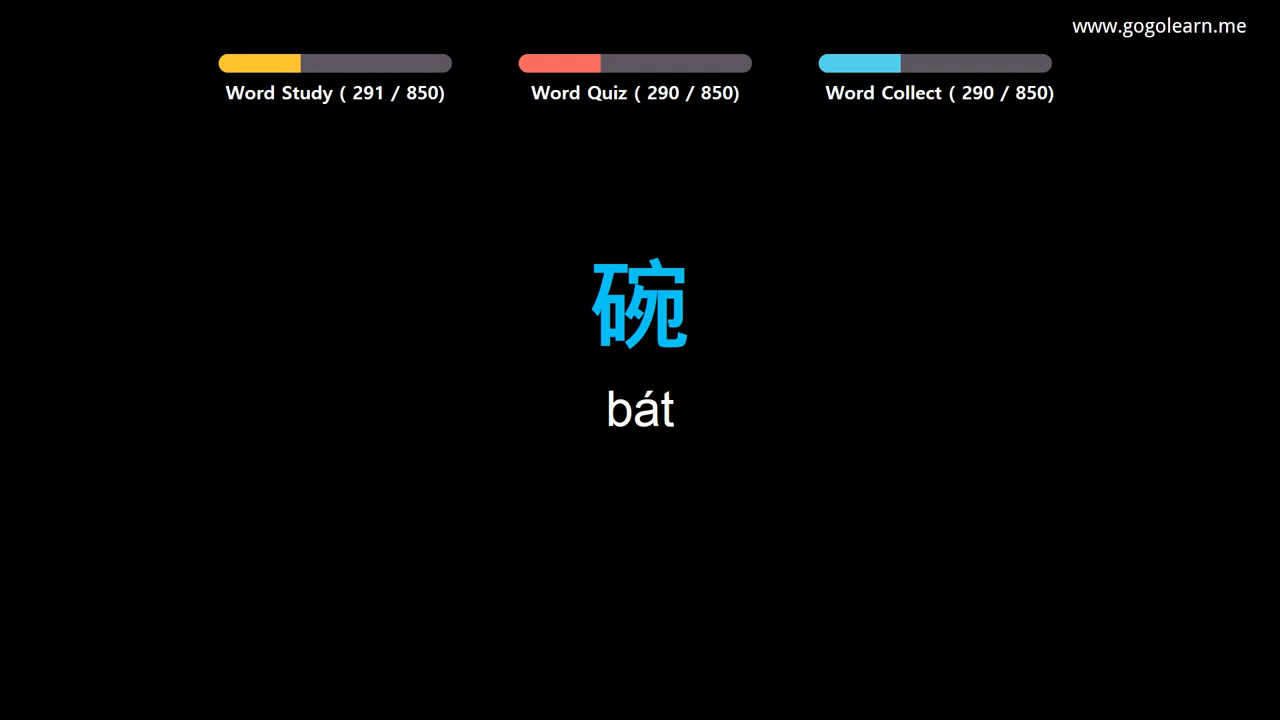 www.gogolearn.me
Word Study ( 291 / 850)
Word Quiz ( 290 / 850)
Word Collect ( 290 / 850)
碗
bát